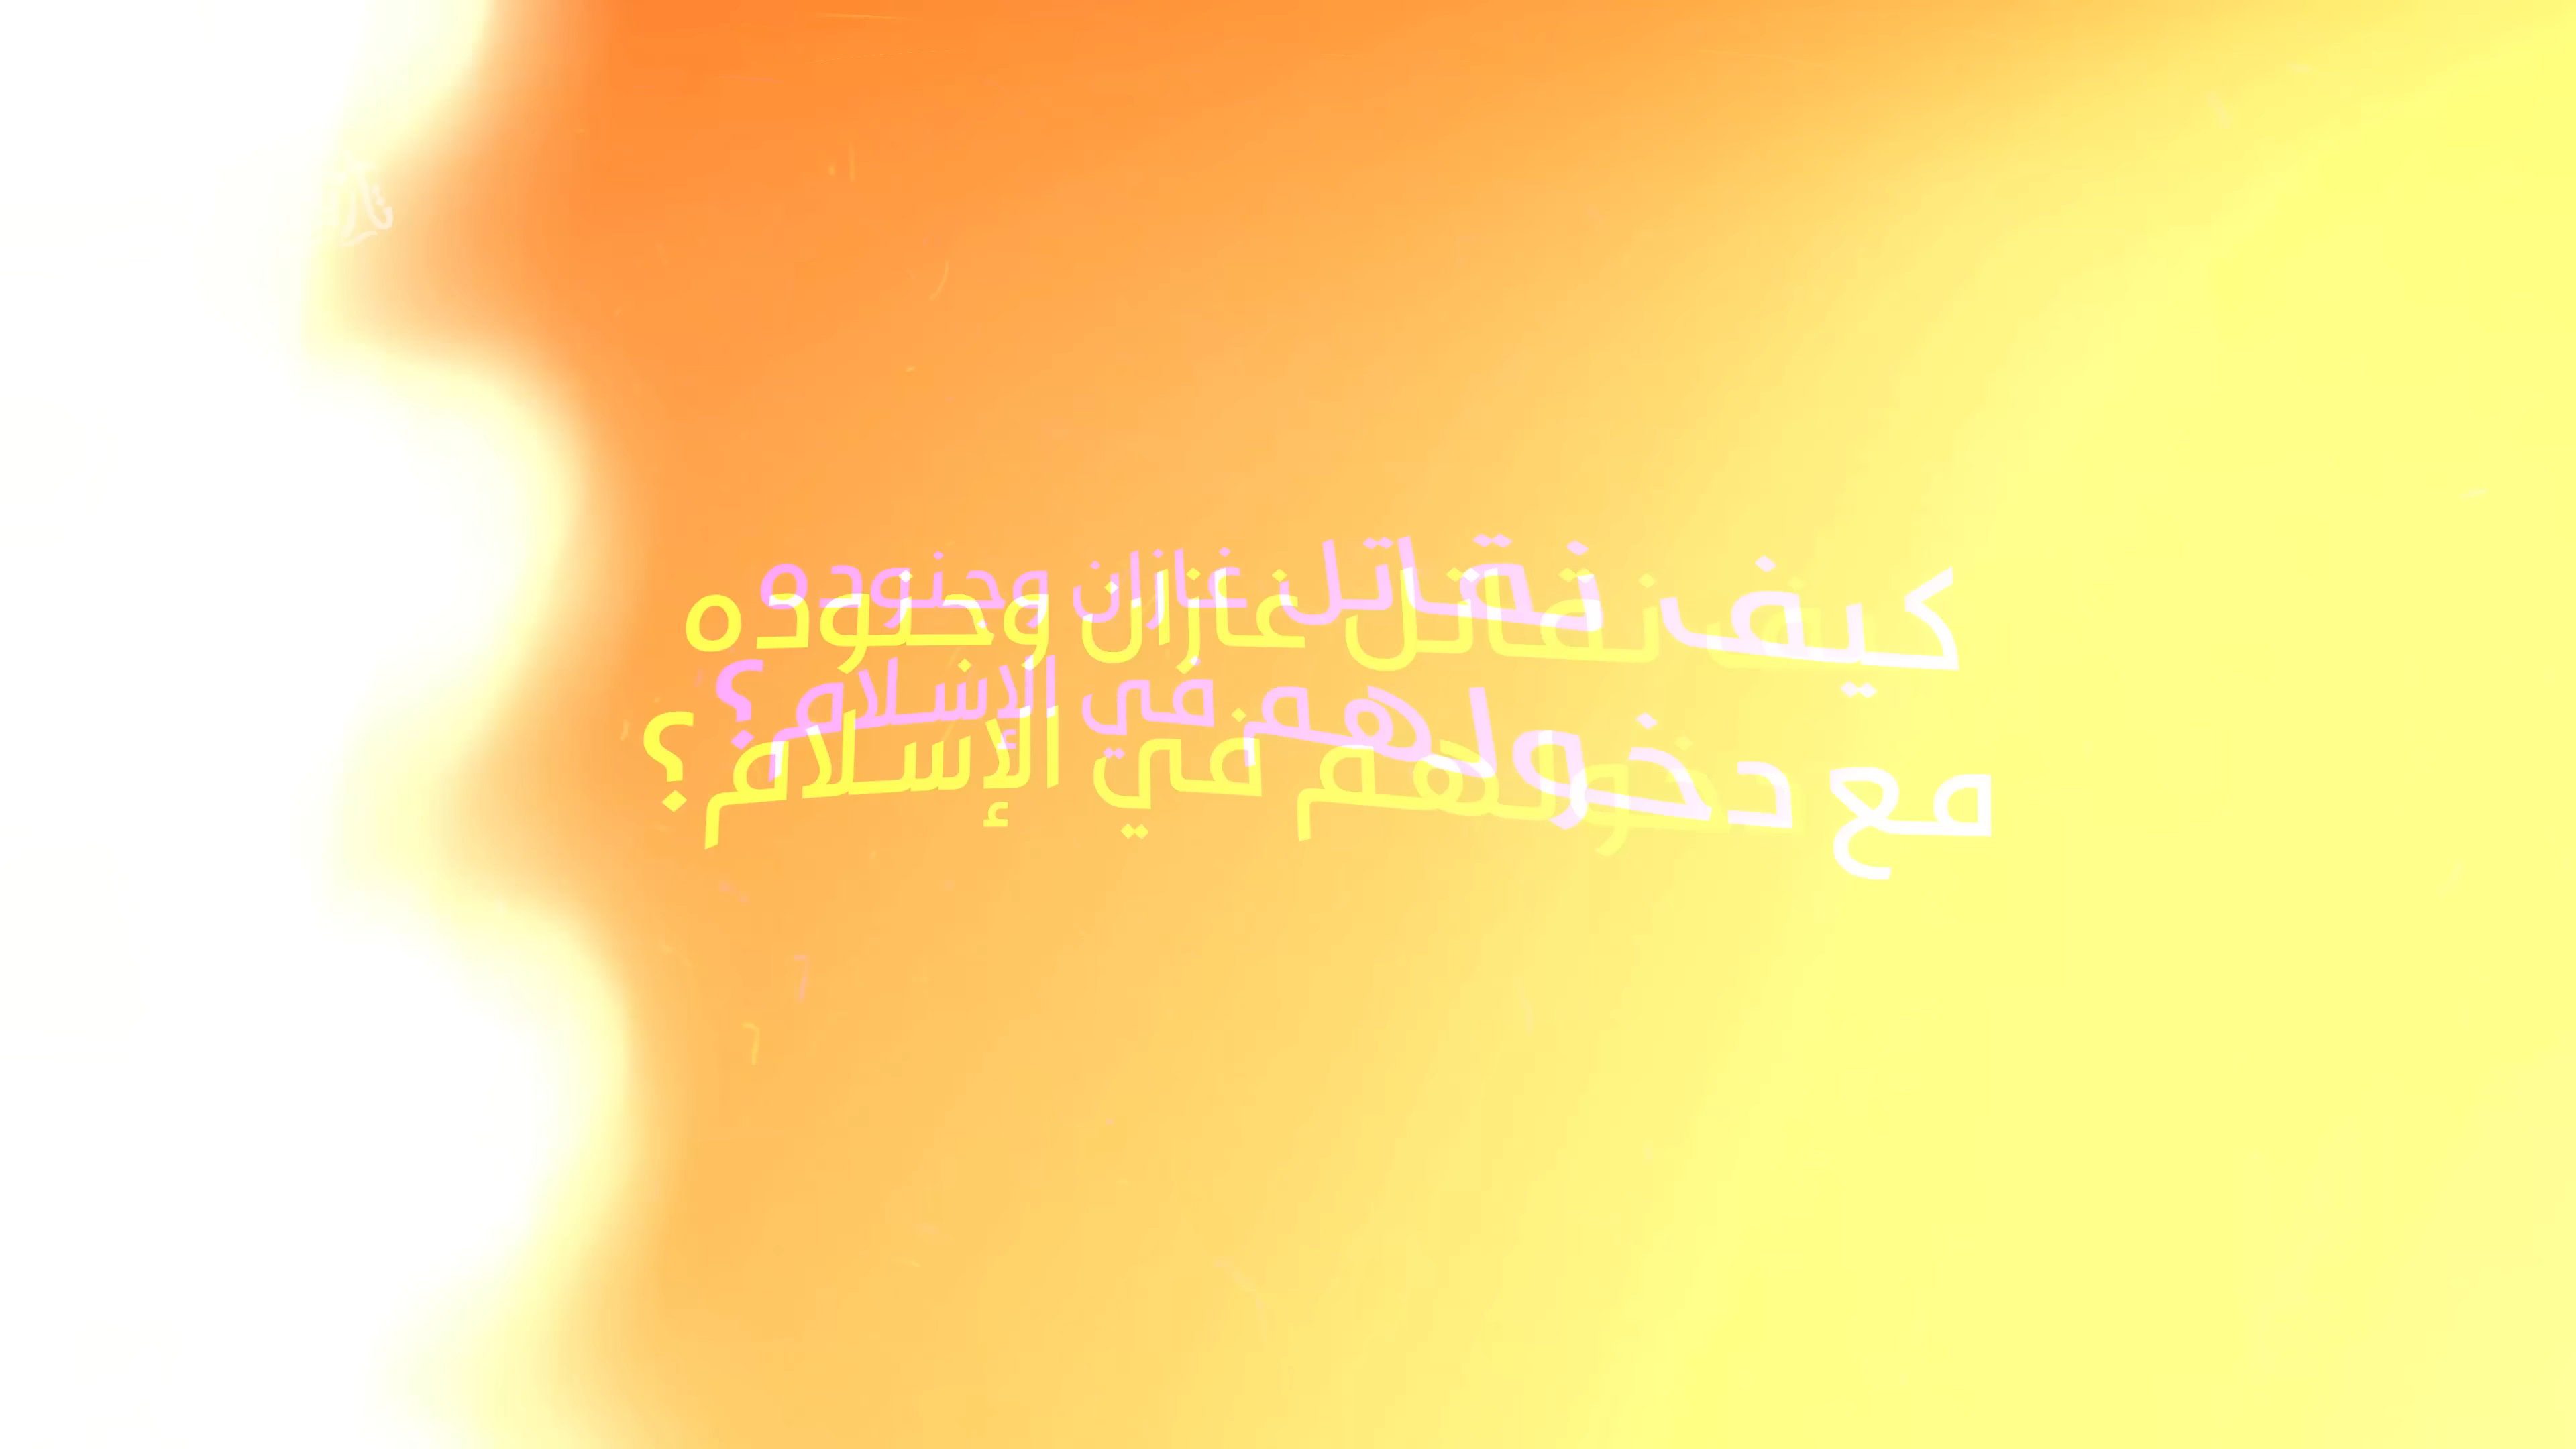 كيف نقاتل غازان وجنوده
مع دخولهم في الإسلام؟